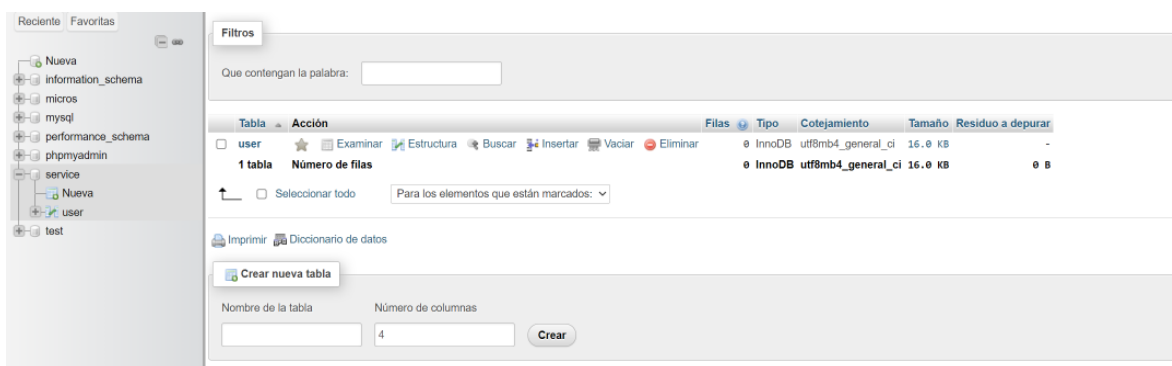 Reciente Favoritas
Nueva
information_schema
micros
mysql
performance_schema
phpmyadmin
service
Nueva
user
test
Filtros
Que contengan la palabra:
Tabla Acción Filas Tipo Cotejamiento Tamaño Residuo a depurar
user Examinar Estructura Buscar Insertar Vaciar Eliminar 0 InnoDB utf8mb4_general_ci 16.0 KB -
1 tabla Número de filas 0 InnoDB utf8mb4_general_ci 16.0 KB 0 B
Seleccionar todo Para los elementos que están marcados:
Imprimir Diccionario de datos
Crear nueva tabla
Nombre de la tabla Número de columnas
4 Crear